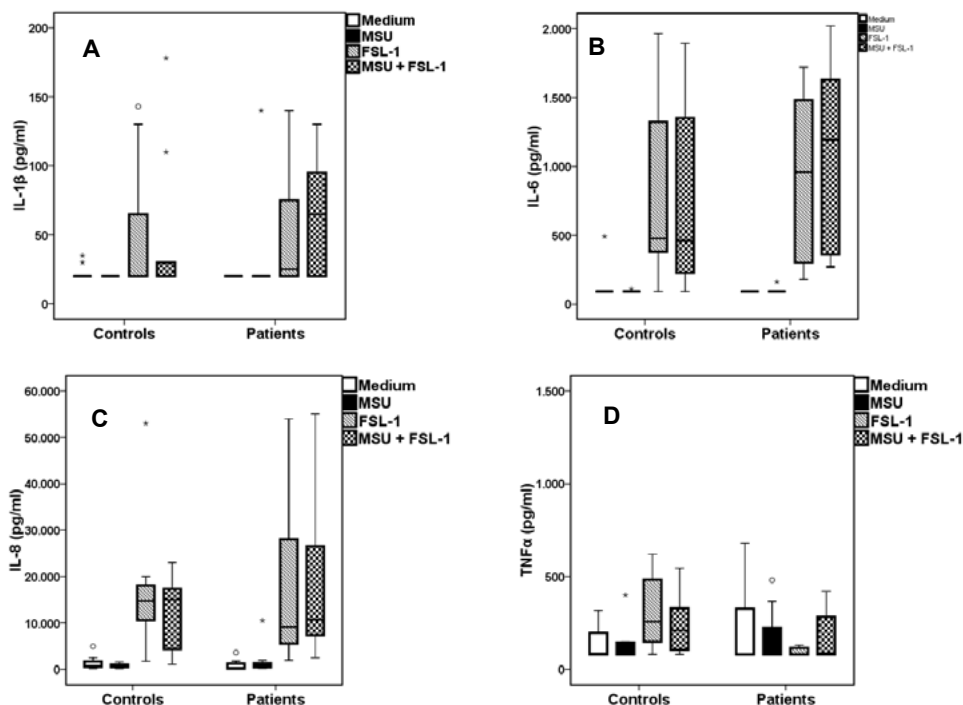 A
Medium
MSU
FSL-1
MSU + FSL-1
200
150
100
50
0
IL-1β (pg/ml)
Controls
Patients
B
Medium
MSU
FSL-1
MSU + FSL-1
2.000
1.500
1.000
500
0
IL-6 (pg/ml)
Controls
Patients
C
Medium
MSU
FSL-1
MSU + FSL-1
60.000
50.000
40.000
30.000
20.000
10.000
0
IL-8 (pg/ml)
Controls
Patients
D
Medium
MSU
FSL-1
MSU + FSL-1
1.500
1.000
500
0
TNFα (pg/ml)
Controls
Patients